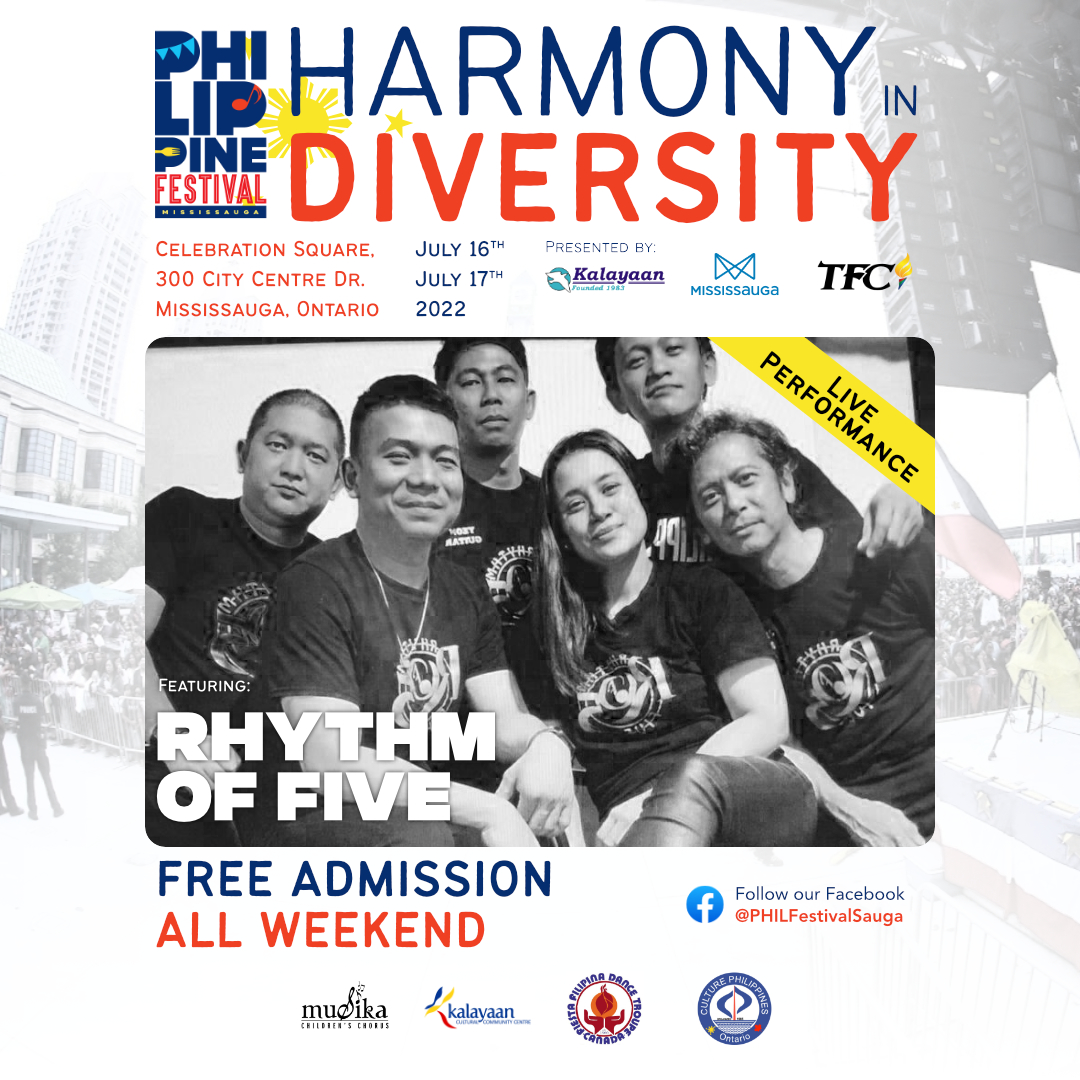 PHI
LIP
PINE
FESTIVAL
MISSISSAUGA
HARMONY IN
DIVERSITY
CELEBRATION SQUARE,
300 CITY CENTRE DR.
MISSISSAUGA, ONTARIO
JULY 16TH
JULY 17TH
2022
PRESENTED BY:
Kalayaan
Founded 1983
MISSISSAUGA
TFC
LIVE
PERFORMANCE
FEATURING:
RHYTHM
OF FIVE
FREE ADMISSION
ALL WEEKEND
Follow our Facebook
@PHILFestivalSauga
musika
CHILDREN'S CHORUS
kalayaan
CULTURAL COMMUNITY CENTRE
FIESTA FILIPINA DANCE TROUPE
CANADA
CULTURE PHILIPPINES
Ontario